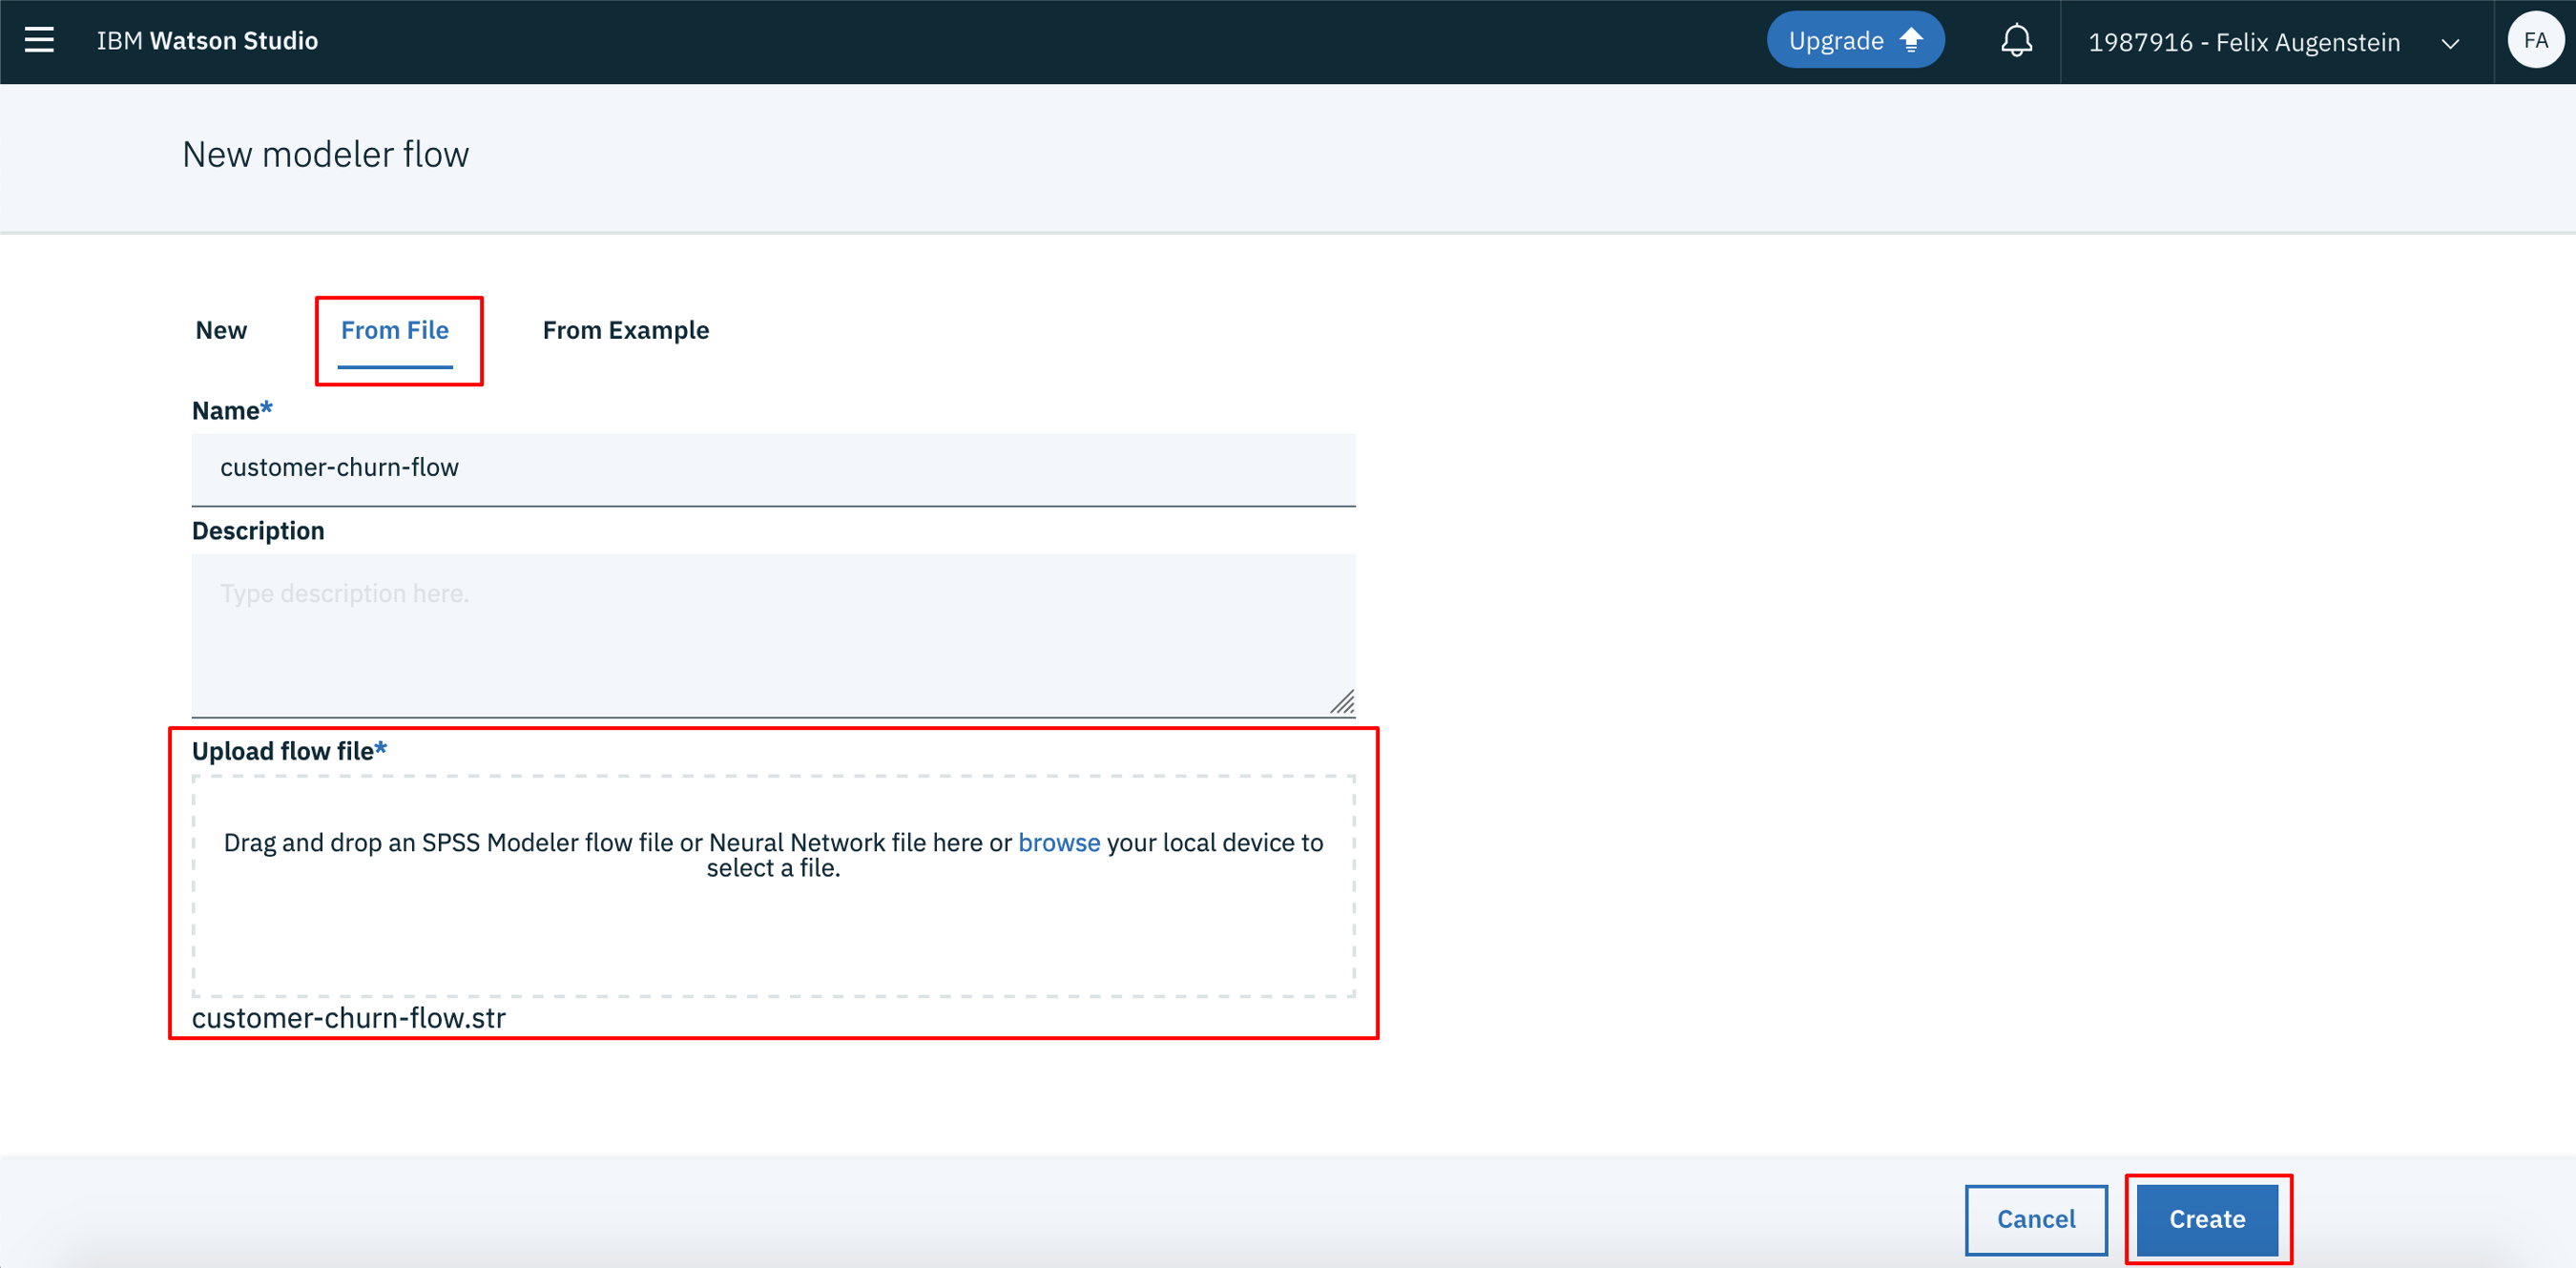 IBM Watson Studio
Upgrade
1987916 - Felix Augenstein
FA
New modeler flow
New
From File
From Example
Name*
customer-churn-flow
Description
Type description here.
Upload flow file*
Drag and drop an SPSS Modeler flow file or Neural Network file here or browse your local device to
select a file.
customer-churn-flow.str
Cancel
Create